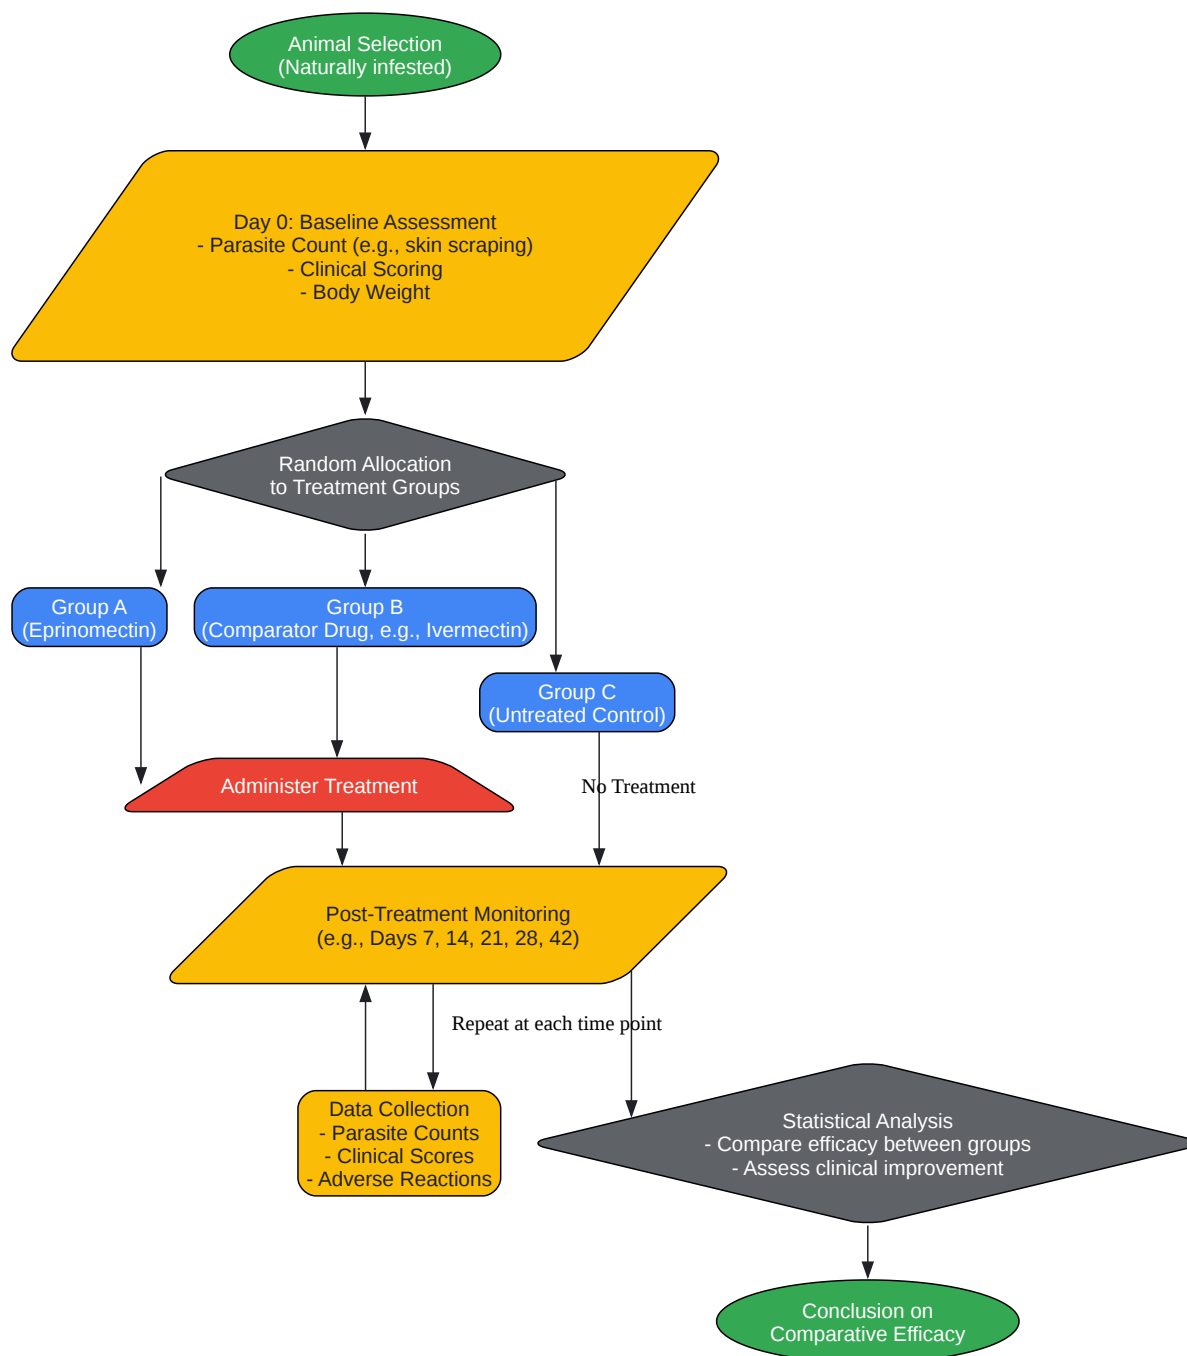 Animal Selection
(Naturally infested)
Day 0: Baseline Assessment
- Parasite Count (e.g., skin scraping)
- Clinical Scoring
- Body Weight
Random Allocation
to Treatment Groups
Group A
(Eprinomectin)
Group B
(Comparator Drug, e.g., Ivermectin)
Group C
(Untreated Control)
Administer Treatment
No Treatment
Post-Treatment Monitoring
(e.g., Days 7, 14, 21, 28, 42)
Repeat at each time point
Data Collection
- Parasite Counts
- Clinical Scores
- Adverse Reactions
Statistical Analysis
- Compare efficacy between groups
- Assess clinical improvement
Conclusion on
Comparative Efficacy